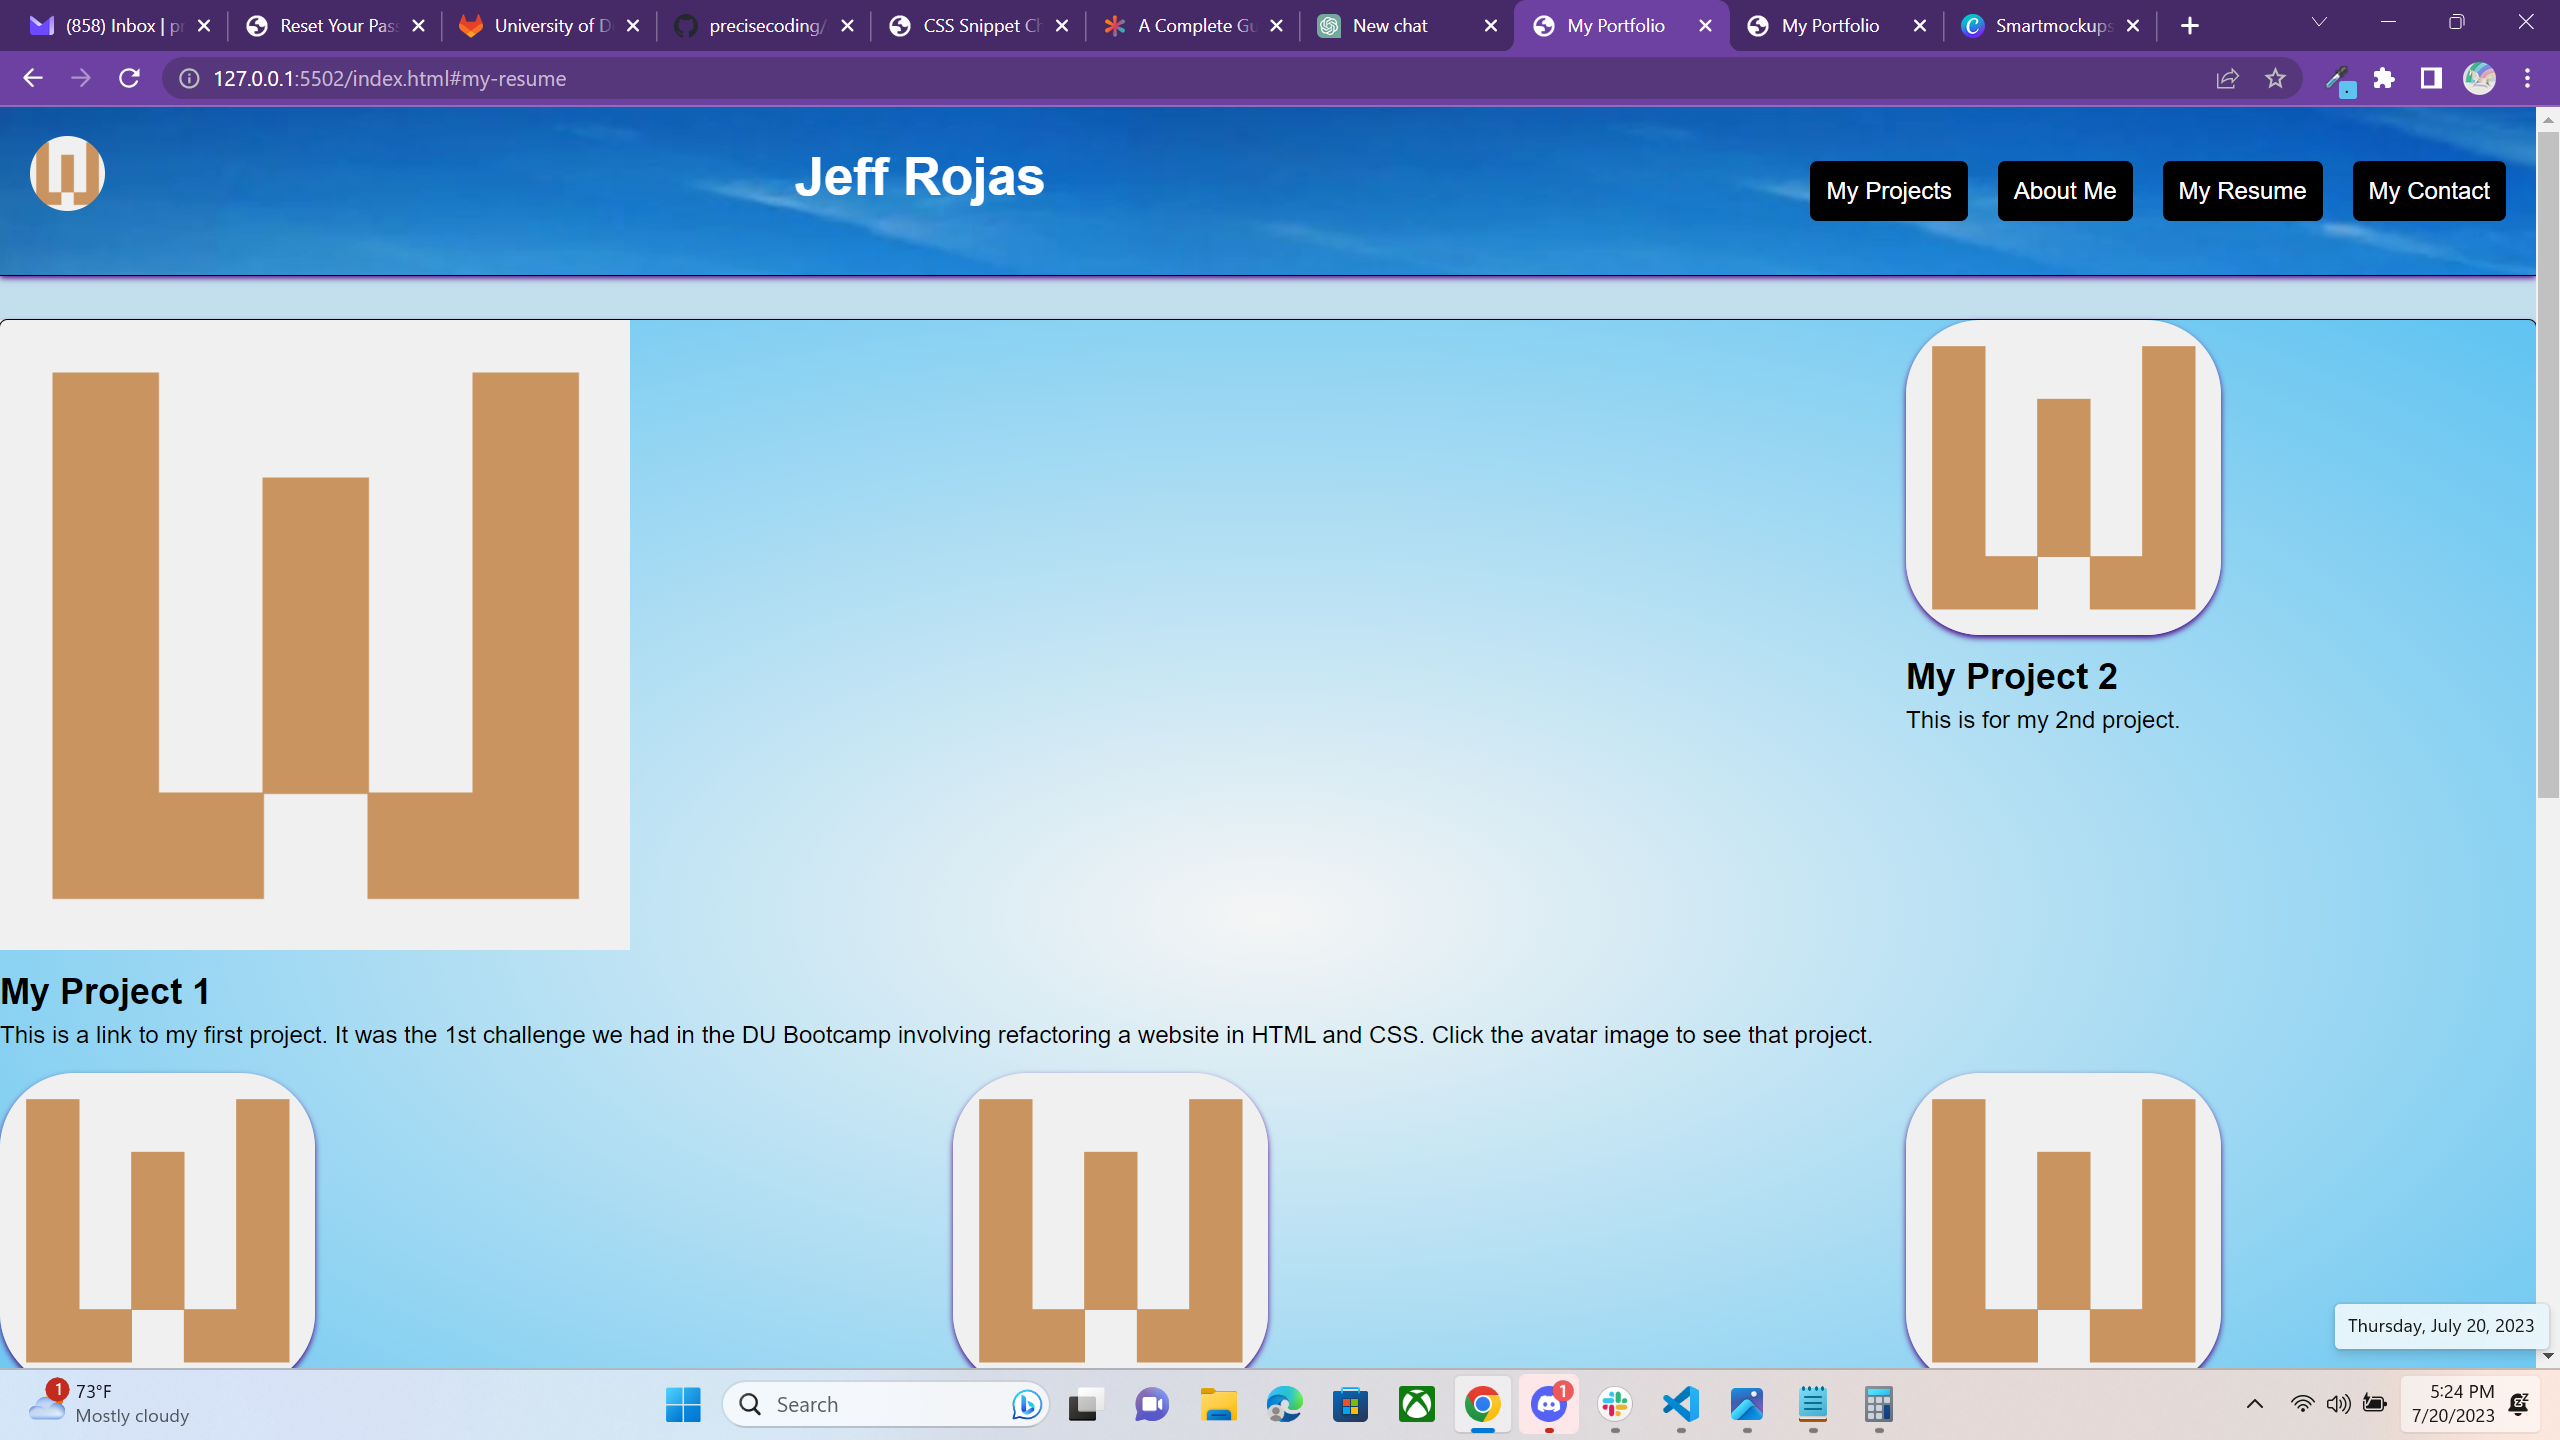 (858) Inbox | pr
Reset Your Pass
University of De
precisecoding/
CSS Snippet Ch
A Complete Gu
New chat
My Portfolio
My Portfolio
Smartmockups
127.0.0.1:5502/index.html#my-resume
Jeff Rojas
My Projects
About Me
My Resume
My Contact
My Project 2
This is for my 2nd project.
My Project 1
This is a link to my first project. It was the 1st challenge we had in the DU Bootcamp involving refactoring a website in HTML and CSS. Click the avatar image to see that project.
Thursday, July 20, 2023
1
73°F
Mostly cloudy
Search
1
5:24 PM
7/20/2023